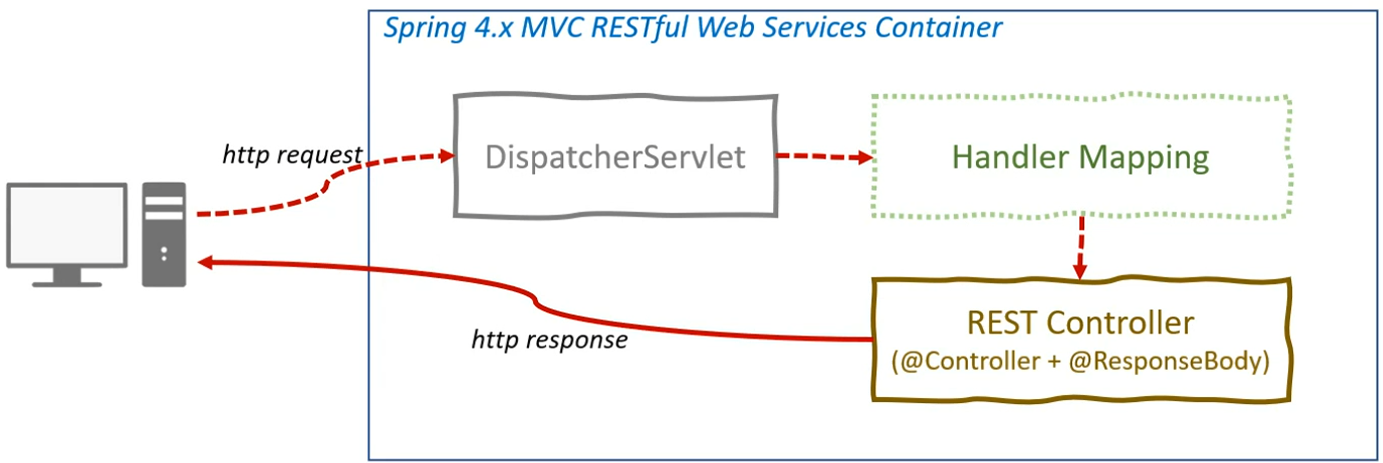 Spring 4.x MVC RESTful Web Services Container
http request
DispatcherServlet
Handler Mapping
REST Controller
(@Controller + @ResponseBody)
http response